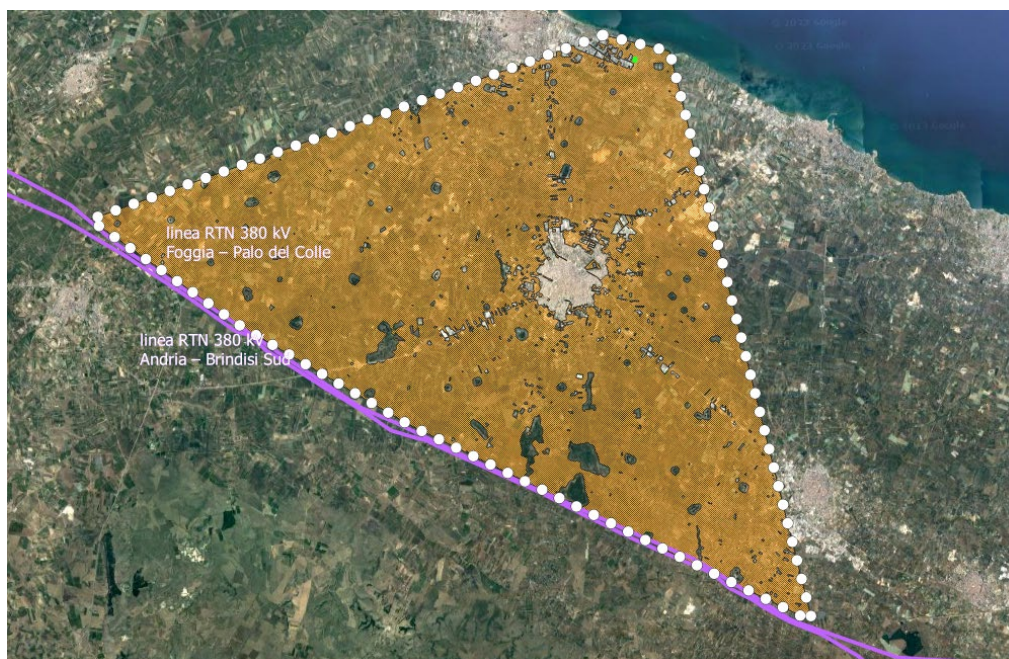 linea RTN 380 kV
Foggia – Palo del Colle
linea RTN 380 kV
Andria – Brindisi Sud